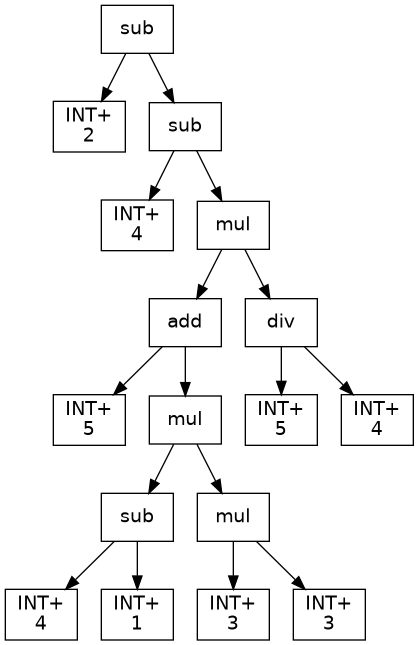 sub
INT+
2
sub
INT+
4
mul
add
div
INT+
5
mul
INT+
5
INT+
4
sub
mul
INT+
4
INT+
1
INT+
3
INT+
3